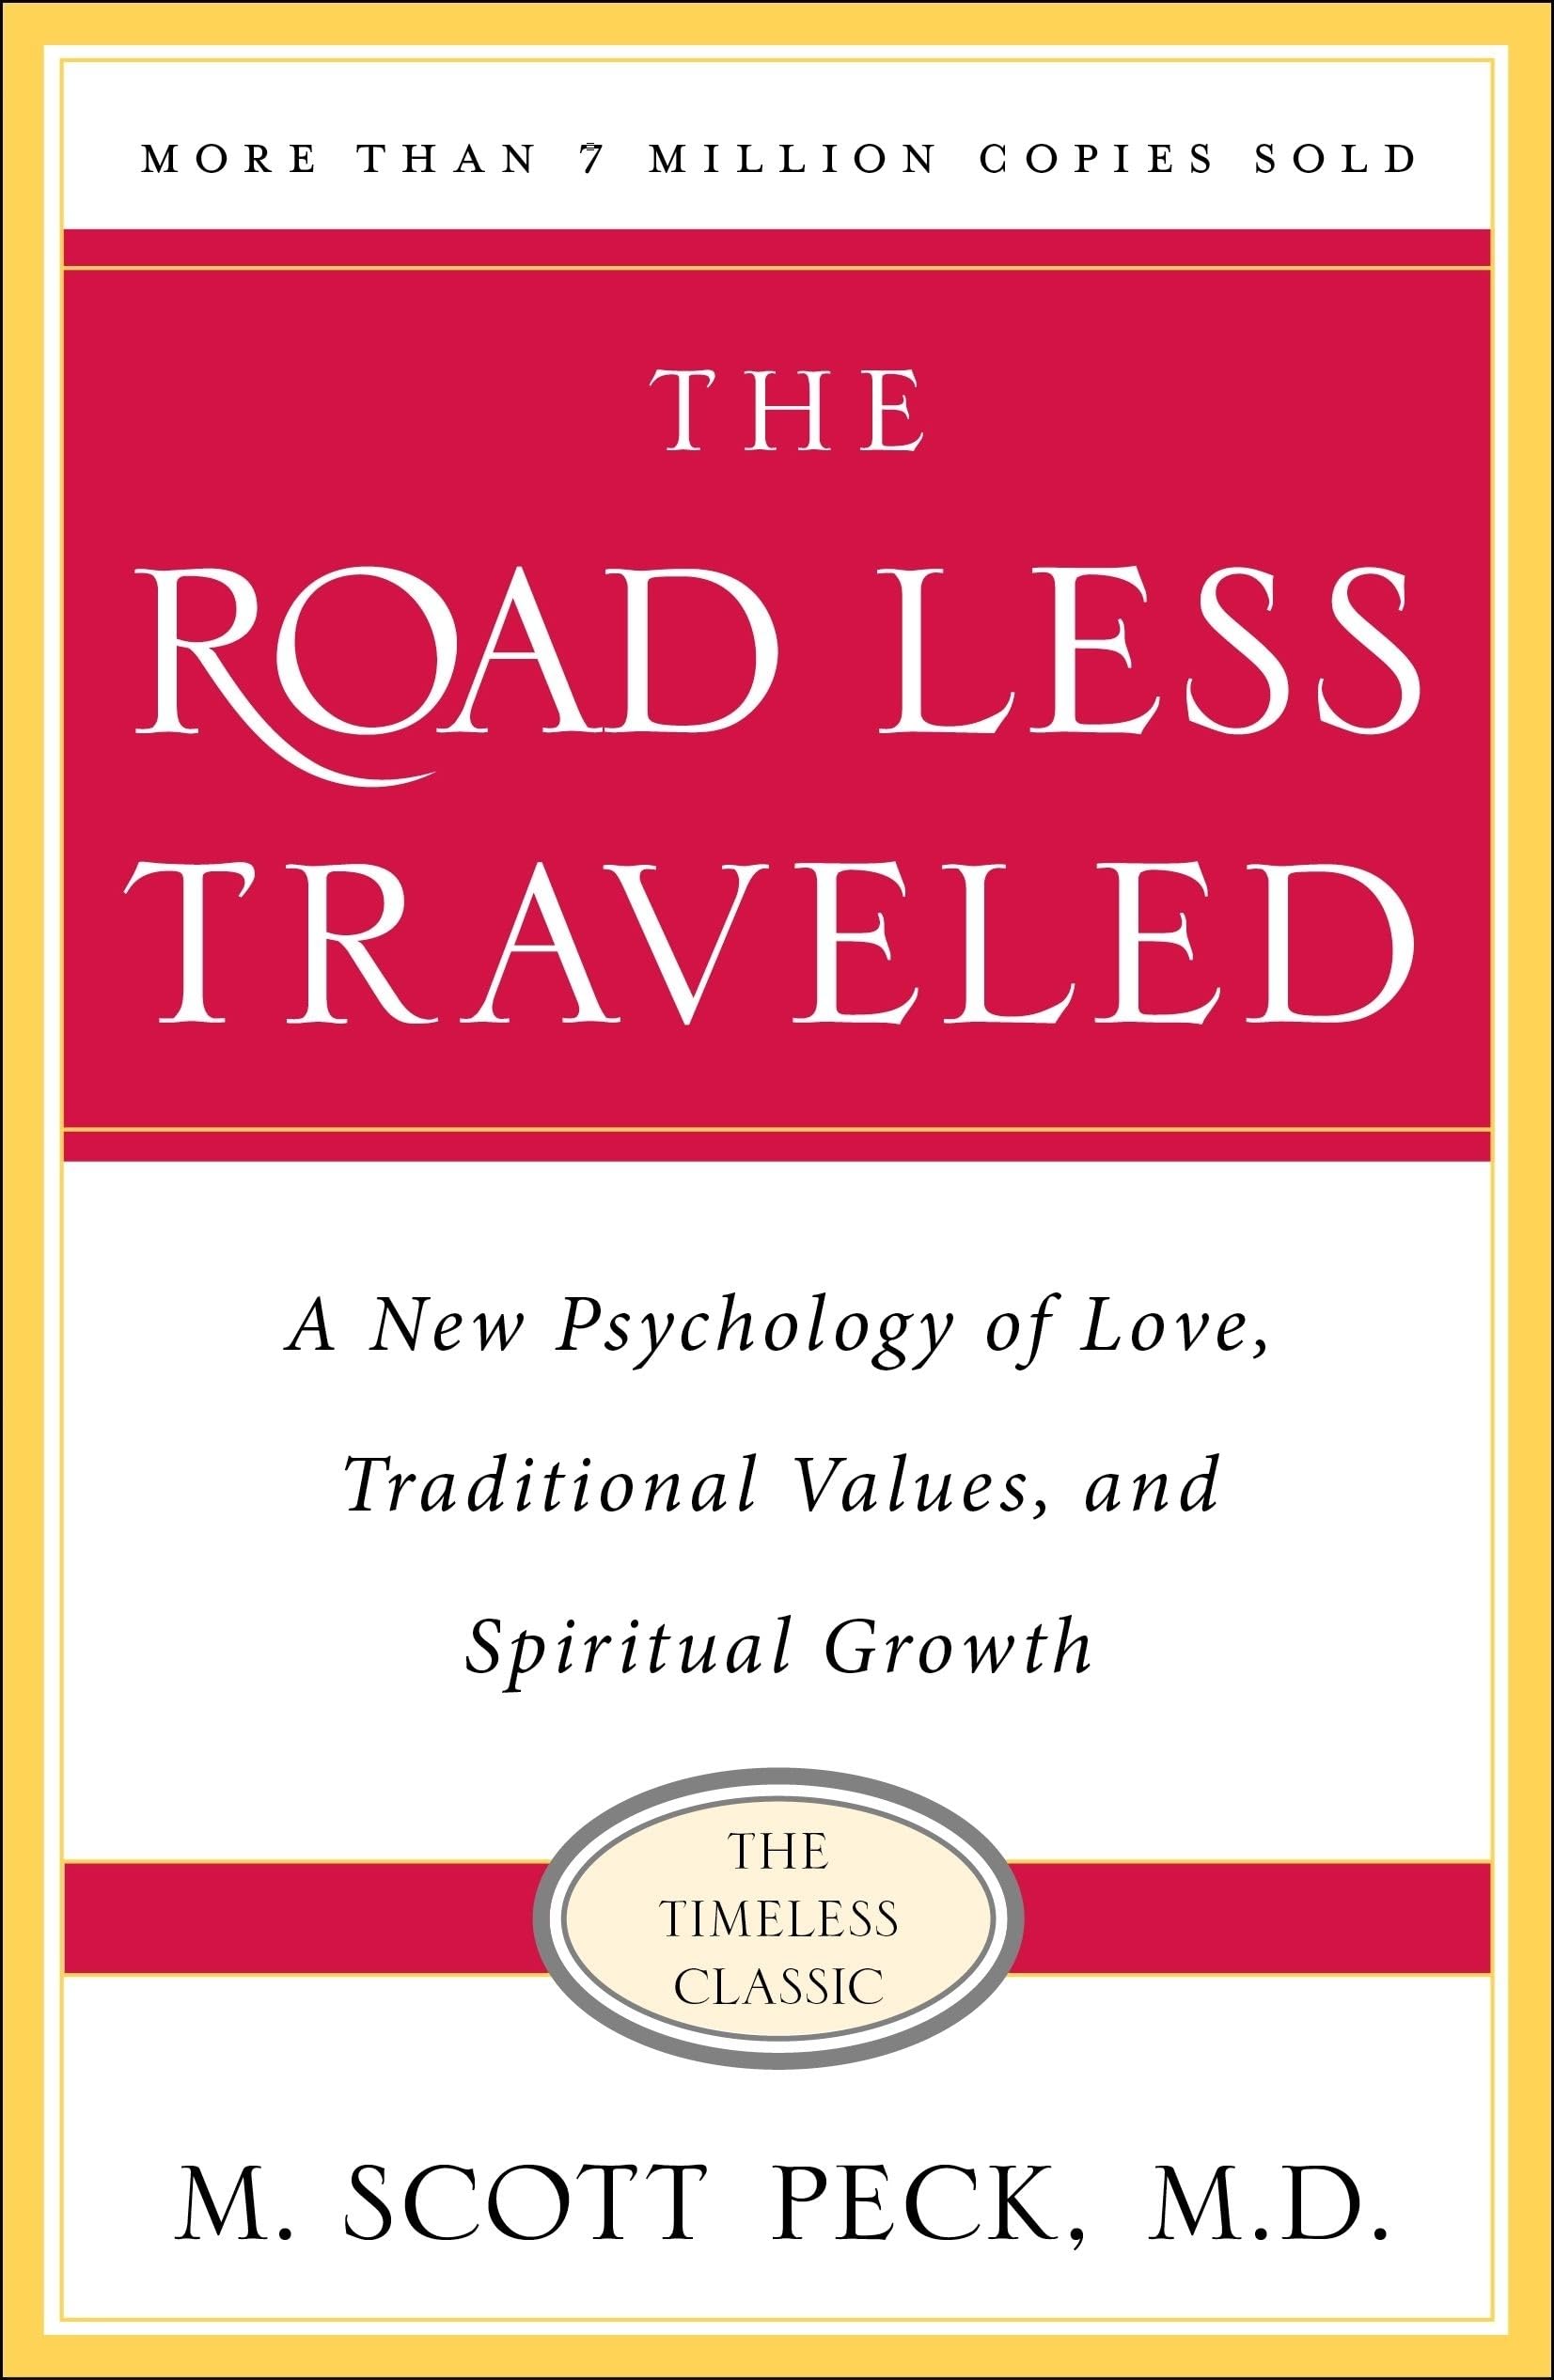 MORE THAN 7 MILLION COPIES SOLD
THE
ROAD LESS
TRAVELED
A New Psychology of Love,
Traditional Values, and
Spiritual Growth
THE
TIMELESS
CLASSIC
M. SCOTT PECK, M.D.